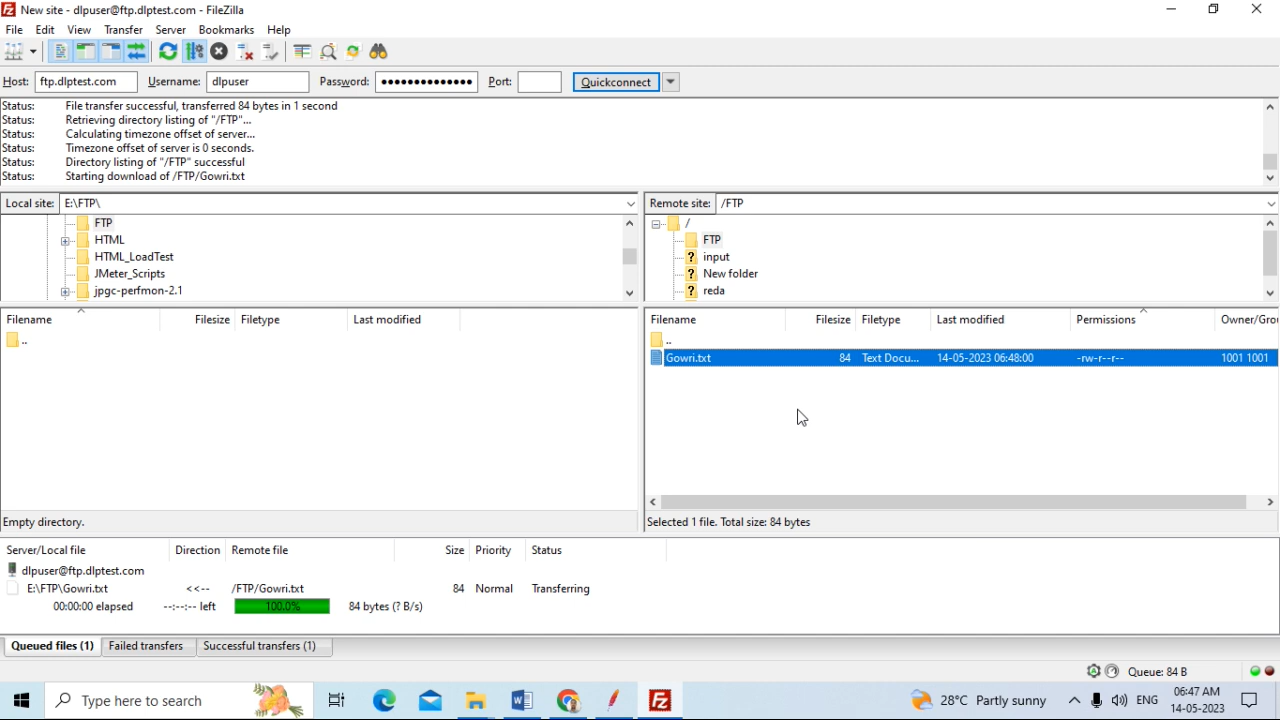 New site - dlpuser@ftp.dlptest.com - FileZilla
File Edit View Transfer Server Bookmarks Help
Host: ftp.dlptest.com Username: dlpuser Password: ●●●●●●●●●●●●●● Port: Quickconnect
Status: File transfer successful, transferred 84 bytes in 1 second
Status: Retrieving directory listing of "/FTP"...
Status: Calculating timezone offset of server...
Status: Timezone offset of server is 0 seconds.
Status: Directory listing of "/FTP" successful
Status: Starting download of /FTP/Gowri.txt
Local site: E:\FTP\
FTP
HTML
HTML_LoadTest
JMeter_Scripts
jpgc-perfmon-2.1
Filename Filesize Filetype Last modified
..
Empty directory.
Remote site: /FTP
/
FTP
? input
? New folder
? reda
Filename Filesize Filetype Last modified Permissions Owner/Gro
..
Gowri.txt 84 Text Docu... 14-05-2023 06:48:00 -rw-r--r-- 1001 1001
Selected 1 file. Total size: 84 bytes
Server/Local file Direction Remote file Size Priority Status
dlpuser@ftp.dlptest.com
E:\FTP\Gowri.txt <<-- /FTP/Gowri.txt 84 Normal Transferring
00:00:00 elapsed --:--:-- left 100.0% 84 bytes (? B/s)
Queued files (1) Failed transfers Successful transfers (1)
Queue: 84 B
Type here to search 28°C Partly sunny ENG 06:47 AM
14-05-2023